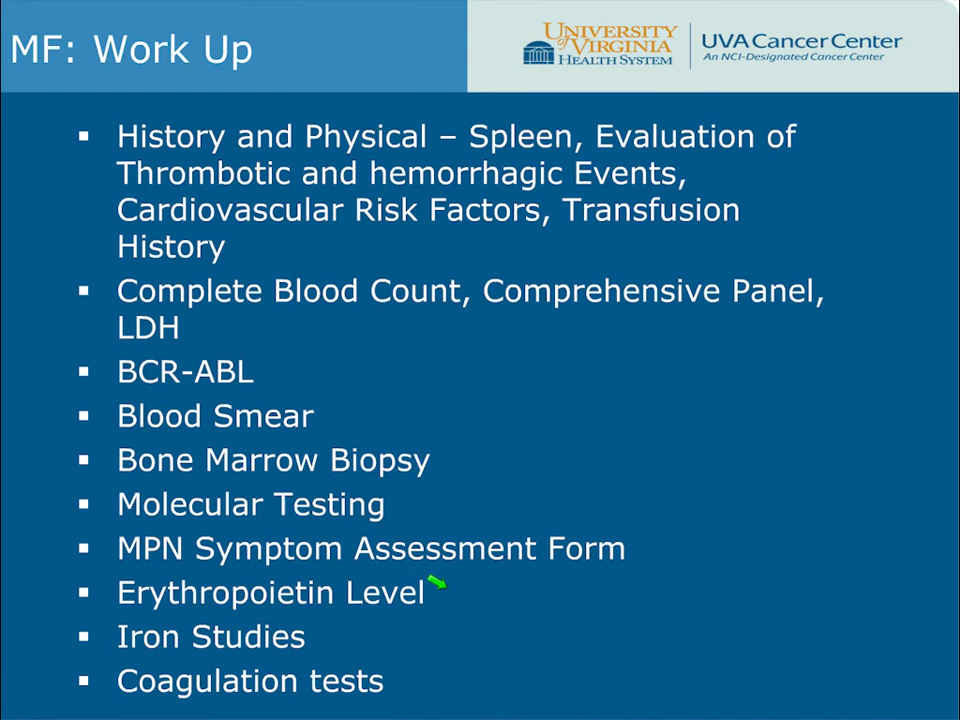 MF: Work Up
UNIVERSITY
of VIRGINIA
HEALTH SYSTEM
UVA Cancer Center
An NCI-Designated Cancer Center
▪ History and Physical – Spleen, Evaluation of
Thrombotic and hemorrhagic Events,
Cardiovascular Risk Factors, Transfusion
History
▪ Complete Blood Count, Comprehensive Panel,
LDH
▪ BCR-ABL
▪ Blood Smear
▪ Bone Marrow Biopsy
▪ Molecular Testing
▪ MPN Symptom Assessment Form
▪ Erythropoietin Level
▪ Iron Studies
▪ Coagulation tests